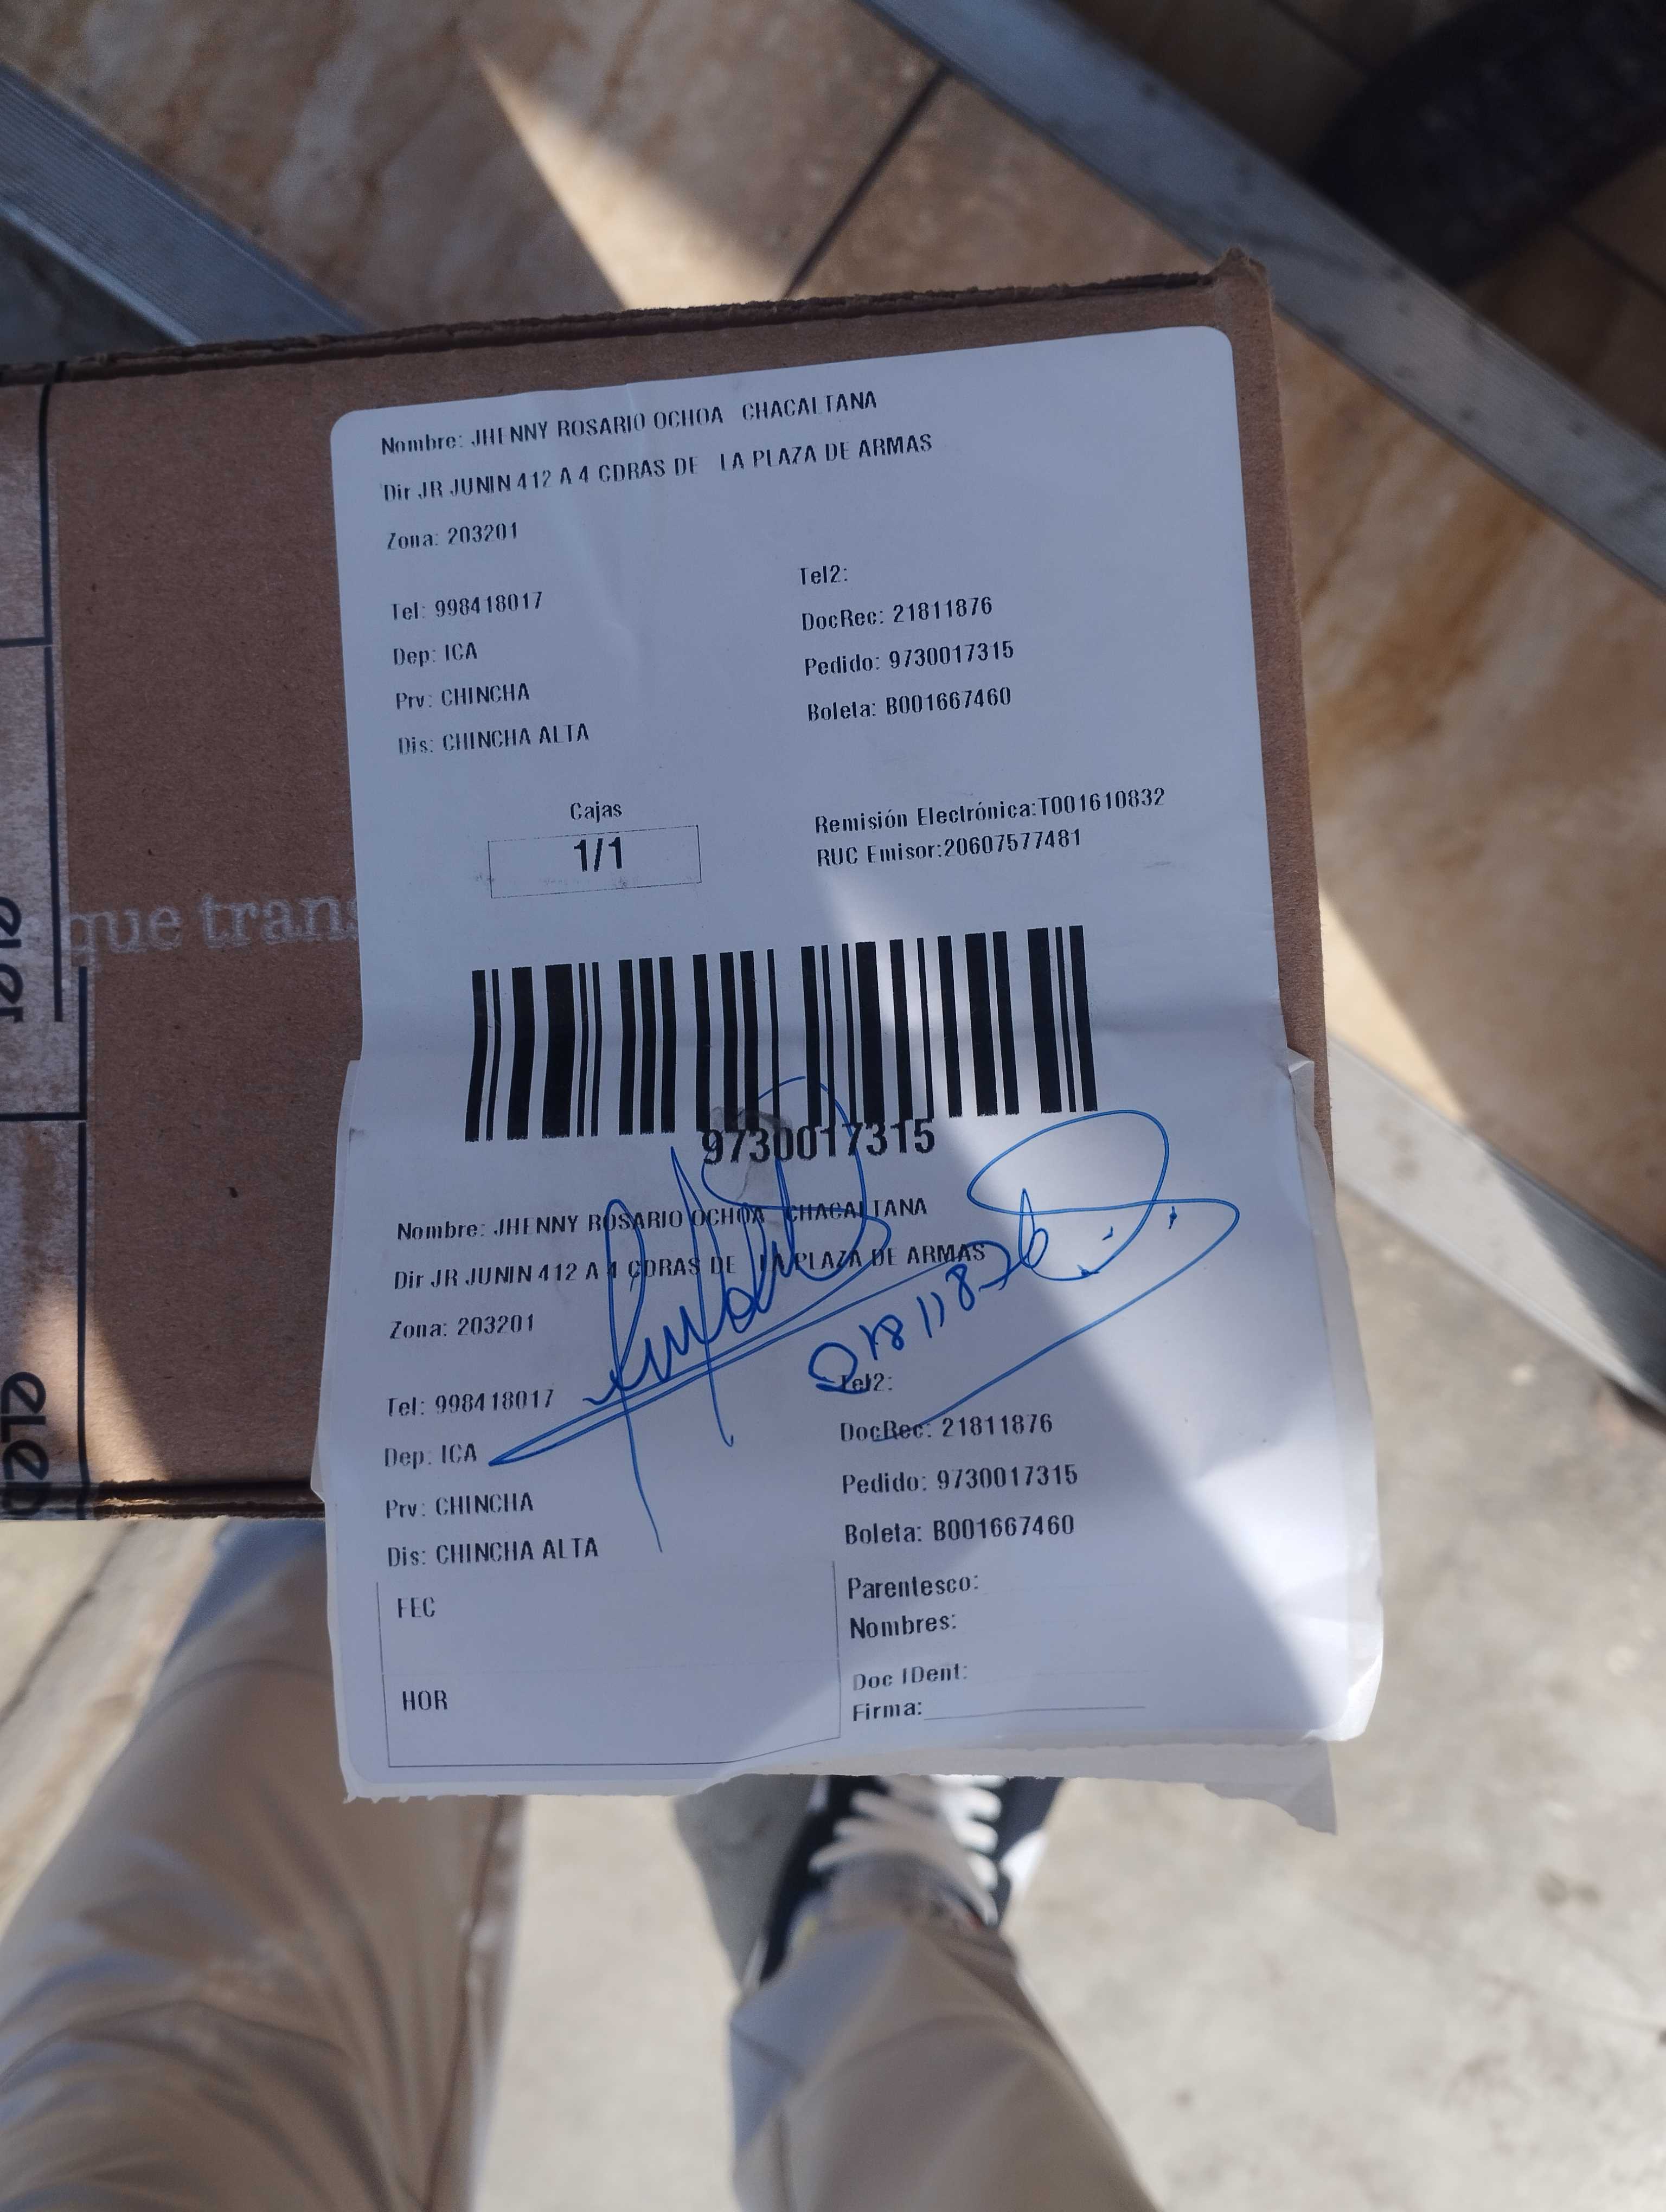 Nombre: JHENNY ROSARIO OCHOA CHACALTANA
Dir JR JUNIN 412 A 4 CDRAS DE LA PLAZA DE ARMAS
Zona: 203201
Tel: 998418017
Dep: ICA
Prv: CHINCHA
Dis: CHINCHA ALTA
Tel2:
DocRec: 21811876
Pedido: 9730017315
Boleta: B001667460
Cajas
1/1
Remisión Electrónica:T001610832
RUC Emisor:20607577481
que trans
9730017315
Nombre: JHENNY ROSARIO OCHOA CHACALTANA
Dir JR JUNIN 412 A 4 CDRAS DE LA PLAZA DE ARMAS
Zona: 203201
21811876
Tel: 998418017
Dep: ICA
Prv: CHINCHA
Dis: CHINCHA ALTA
Tel2:
DocRec: 21811876
Pedido: 9730017315
Boleta: B001667460
FEC
HOR
Parentesco:
Nombres:
Doc IDent:
Firma: